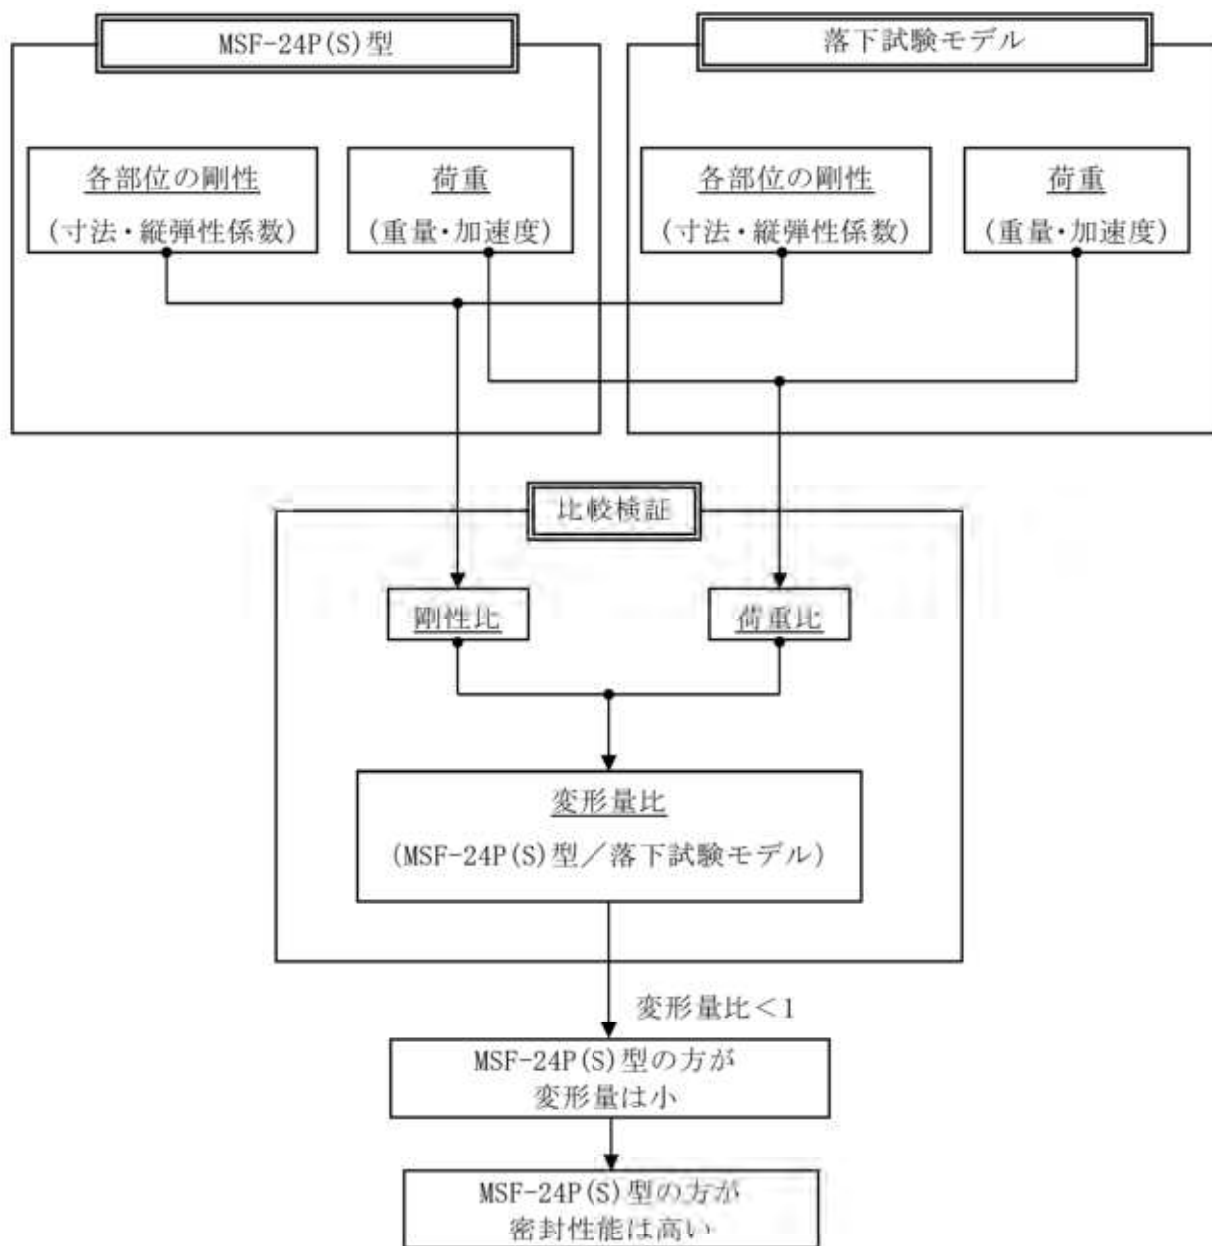 MSF-24P(S)型
落下試験モデル
各部位の剛性
(寸法・縦弾性係数)
荷重
(重量・加速度)
各部位の剛性
(寸法・縦弾性係数)
荷重
(重量・加速度)
比較検証
剛性比
荷重比
変形量比
(MSF-24P(S)型／落下試験モデル)
変形量比＜1
MSF-24P(S)型の方が
変形量は小
MSF-24P(S)型の方が
密封性能は高い